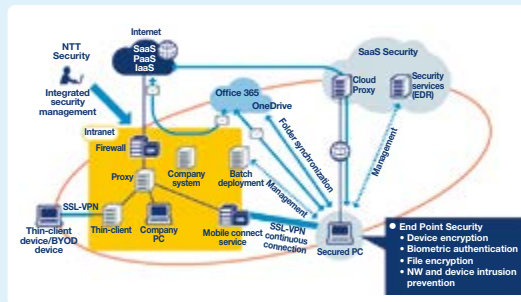 Internet
SaaS
PaaS
IaaS
NTT
Security
Integrated
security
management
SaaS Security
Cloud
Proxy
Security
services
(EDR)
Office 365
OneDrive
Folder synchronization
Management
Intranet
Firewall
Company
system
Batch
deployment
Management
Proxy
SSL-VPN
Thin-client
device/BYOD
device
Thin-client
Company
PC
Mobile connect
service
SSL-VPN
continuous
connection
Secured PC
● End Point Security
• Device encryption
• Biometric authentication
• File encryption
• NW and device intrusion
prevention